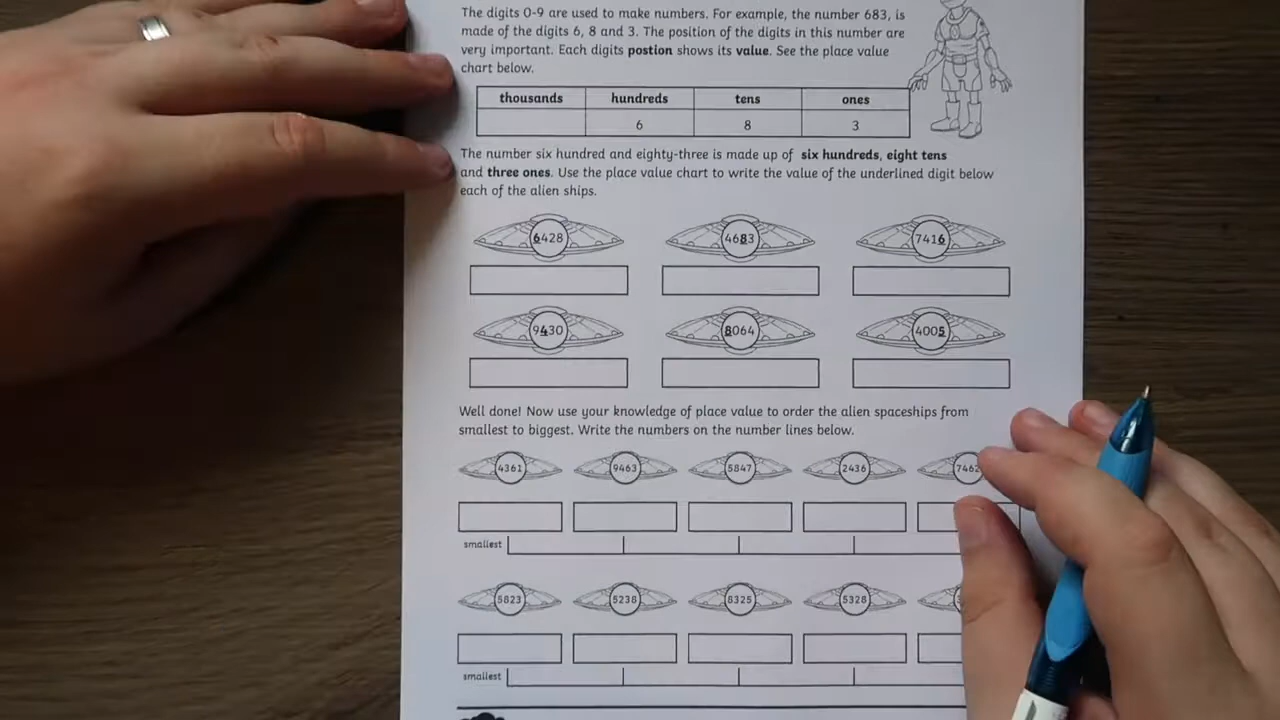 The digits 0-9 are used to make numbers. For example, the number 683, is
made of the digits 6, 8 and 3. The position of the digits in this number are
very important. Each digits postion shows its value. See the place value
chart below.
thousands hundreds tens ones
6 8 3
The number six hundred and eighty-three is made up of six hundreds, eight tens
and three ones. Use the place value chart to write the value of the underlined digit below
each of the alien ships.
6428 4683 7416
9430 8064 4005
Well done! Now use your knowledge of place value to order the alien spaceships from
smallest to biggest. Write the numbers on the number lines below.
4361 9463 5847 2436 7462
smallest
5823 5238 8325 5328
smallest